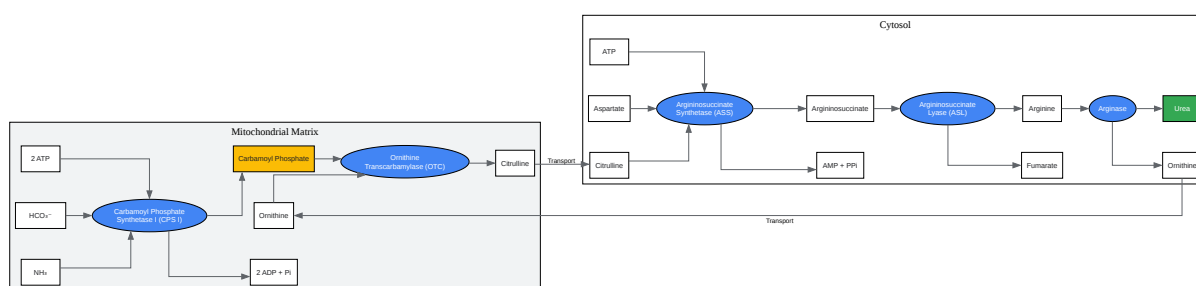 Cytosol
ATP
Aspartate
Argininosuccinate
Synthetase (ASS)
Argininosuccinate
Argininosuccinate
Lyase (ASL)
Arginine
Arginase
Urea
Citrulline
AMP + PPi
Fumarate
Ornithine
Mitochondrial Matrix
2 ATP
Carbamoyl Phosphate
Ornithine
Transcarbamylase (OTC)
Citrulline
Transport
HCO₃⁻
Carbamoyl Phosphate
Synthetase I (CPS I)
Ornithine
Transport
NH₃
2 ADP + Pi